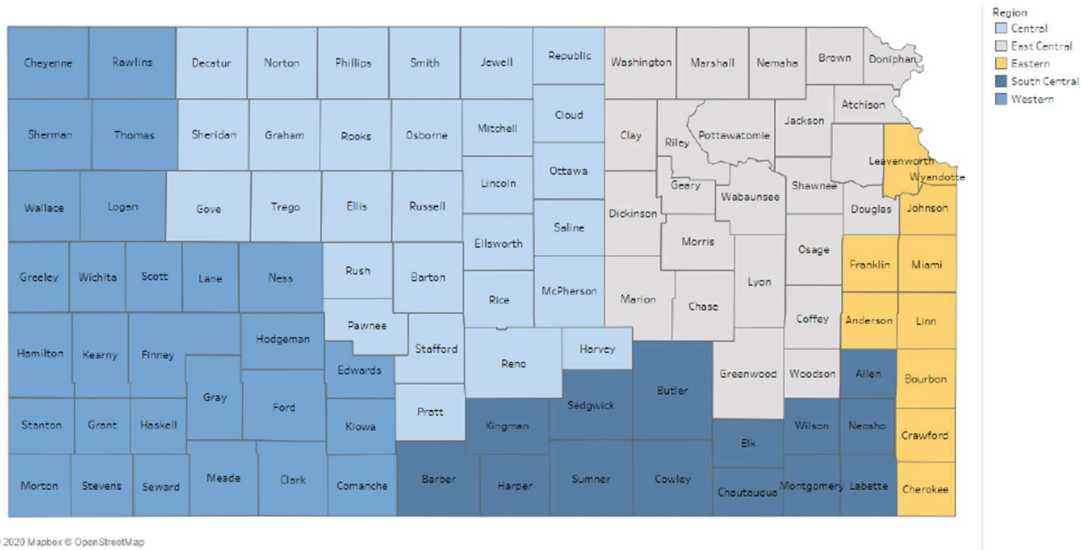 Region
Central
East Central
Eastern
South Central
Western
Cheyenne Rawlins Decatur Norton Phillips Smith Jewell Republic Washington Marshall Nemaha Brown Doniphan
Sherman Thomas Sheridan Graham Rooks Osborne Mitchell Cloud Clay Riley Pottawatomie Jackson Atchison
Leavenworth
Wyandotte
Wallace Logan Gove Trego Ellis Russell Lincoln Ottawa Dickinson Geary Wabaunsee Shawnee Douglas Johnson
Ellsworth Saline Morris Osage
Greeley Wichita Scott Lane Ness Rush Barton Rice McPherson Marion Chase Lyon Franklin Miami
Hamilton Kearny Finney Hodgeman Pawnee Stafford Reno Harvey Coffey Anderson Linn
Gray Ford Edwards Pratt Sedgwick Butler Greenwood Woodson Allen Bourbon
Stanton Grant Haskell Kiowa Kingman Elk Wilson Neosho Crawford
Morton Stevens Seward Meade Clark Comanche Barber Harper Sumner Cowley Chautauqua Montgomery Labette Cherokee
2020 Mapbox © OpenStreetMap